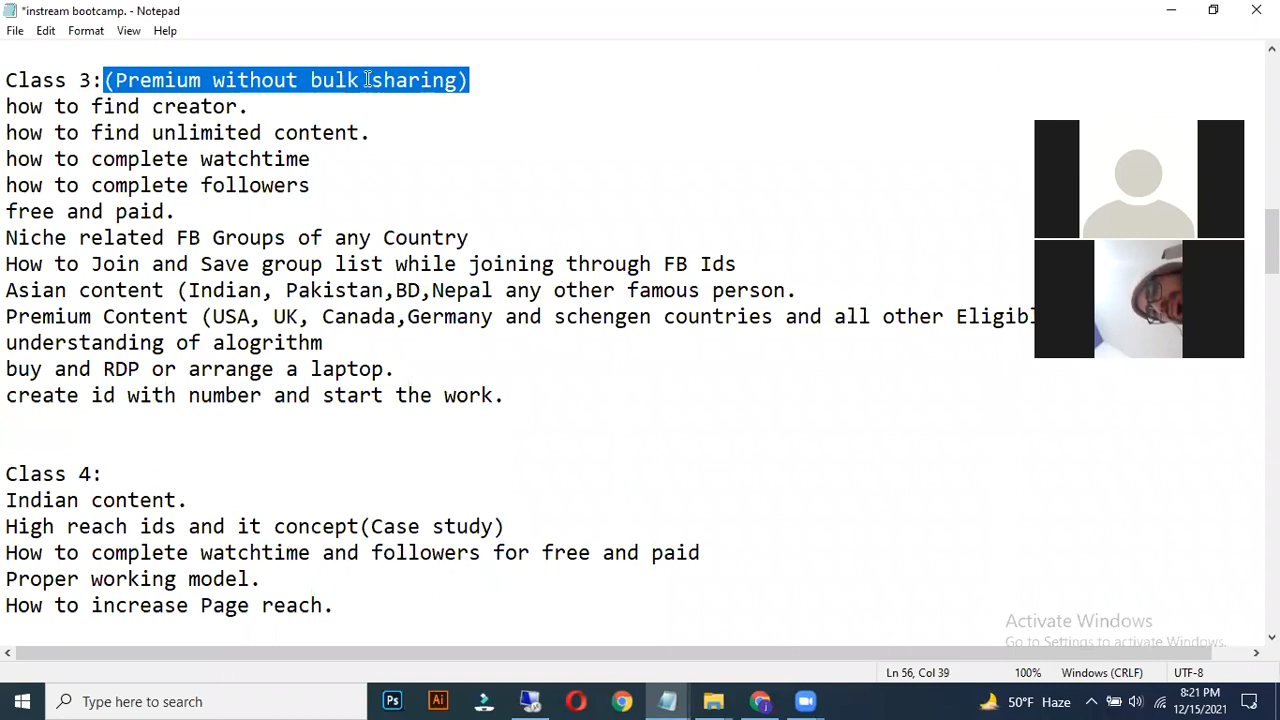 *instream bootcamp. - Notepad
File Edit Format View Help
Class 3:(Premium without bulk sharing)
how to find creator.
how to find unlimited content.
how to complete watchtime
how to complete followers
free and paid.
Niche related FB Groups of any Country
How to Join and Save group list while joining through FB Ids
Asian content (Indian, Pakistan,BD,Nepal any other famous person.
Premium Content (USA, UK, Canada,Germany and schengen countries and all other Eligibl
understanding of alogrithm
buy and RDP or arrange a laptop.
create id with number and start the work.
Class 4:
Indian content.
High reach ids and it concept(Case study)
How to complete watchtime and followers for free and paid
Proper working model.
How to increase Page reach.
Activate Windows
Go to Settings to activate Windows.
Ln 56, Col 39 100% Windows (CRLF) UTF-8
Type here to search Ps Ai 50°F Haze 8:21 PM
12/15/2021